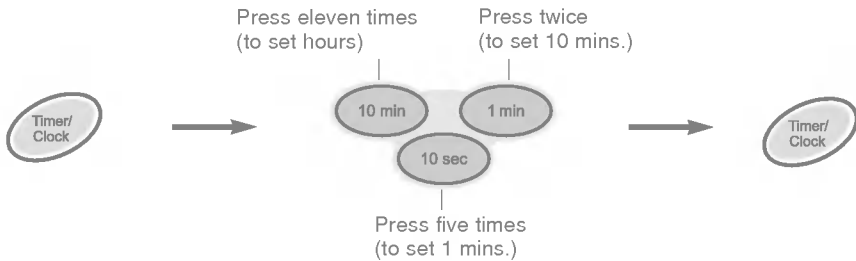 Press eleven times
(to set hours)
Press twice
(to set 10 mins.)
Timer/
Clock
10 min
1 min
10 sec
Timer/
Clock
Press five times
(to set 1 mins.)